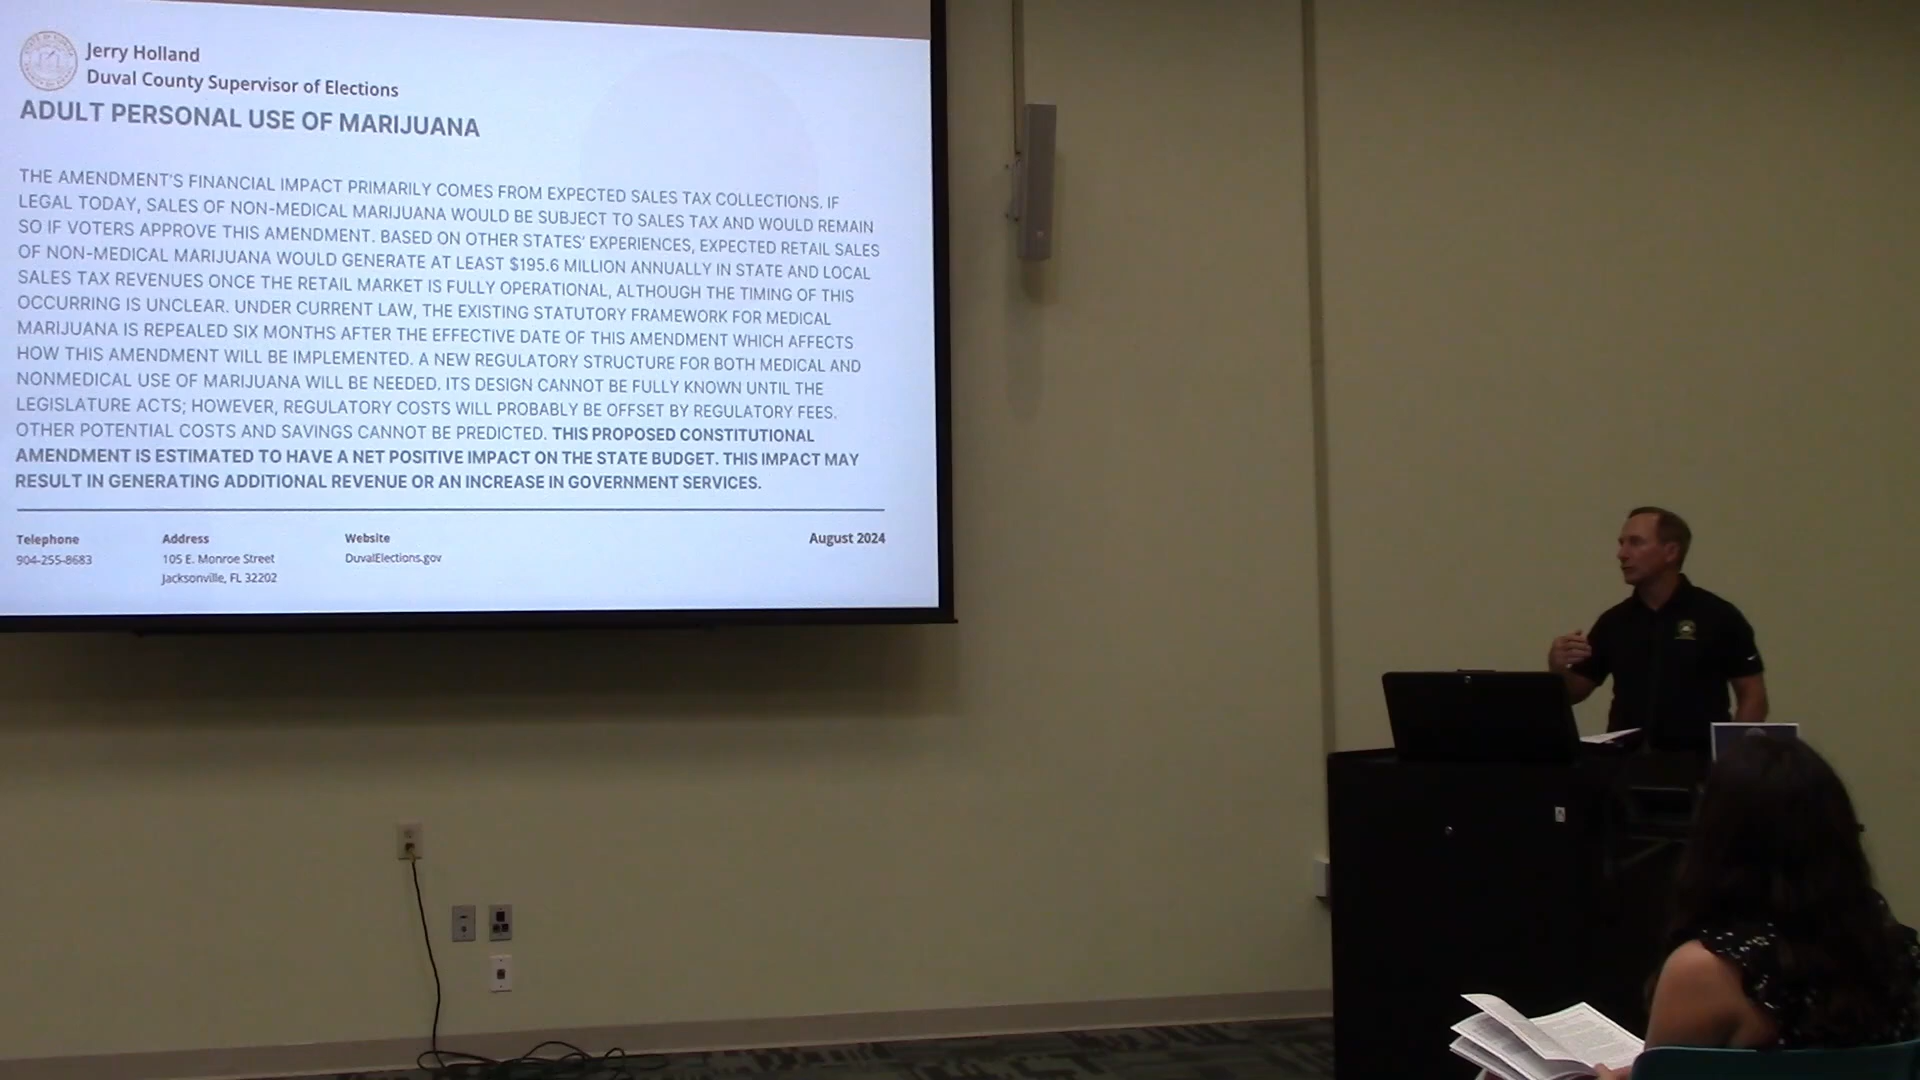 Jerry Holland
Duval County Supervisor of Elections
ADULT PERSONAL USE OF MARIJUANA
THE AMENDMENT'S FINANCIAL IMPACT PRIMARILY COMES FROM EXPECTED SALES TAX COLLECTIONS. IF
LEGAL TODAY, SALES OF NON-MEDICAL MARIJUANA WOULD BE SUBJECT TO SALES TAX AND WOULD REMAIN
SO IF VOTERS APPROVE THIS AMENDMENT. BASED ON OTHER STATES' EXPERIENCES, EXPECTED RETAIL SALES
OF NON-MEDICAL MARIJUANA WOULD GENERATE AT LEAST $195.6 MILLION ANNUALLY IN STATE AND LOCAL
SALES TAX REVENUES ONCE THE RETAIL MARKET IS FULLY OPERATIONAL, ALTHOUGH THE TIMING OF THIS
OCCURRING IS UNCLEAR. UNDER CURRENT LAW, THE EXISTING STATUTORY FRAMEWORK FOR MEDICAL
MARIJUANA IS REPEALED SIX MONTHS AFTER THE EFFECTIVE DATE OF THIS AMENDMENT WHICH AFFECTS
HOW THIS AMENDMENT WILL BE IMPLEMENTED. A NEW REGULATORY STRUCTURE FOR BOTH MEDICAL AND
NONMEDICAL USE OF MARIJUANA WILL BE NEEDED. ITS DESIGN CANNOT BE FULLY KNOWN UNTIL THE
LEGISLATURE ACTS; HOWEVER, REGULATORY COSTS WILL PROBABLY BE OFFSET BY REGULATORY FEES.
OTHER POTENTIAL COSTS AND SAVINGS CANNOT BE PREDICTED. THIS PROPOSED CONSTITUTIONAL
AMENDMENT IS ESTIMATED TO HAVE A NET POSITIVE IMPACT ON THE STATE BUDGET. THIS IMPACT MAY
RESULT IN GENERATING ADDITIONAL REVENUE OR AN INCREASE IN GOVERNMENT SERVICES.
Telephone
904-255-8683
Address
105 E. Monroe Street
Jacksonville, FL 32202
Website
DuvalElections.gov
August 2024